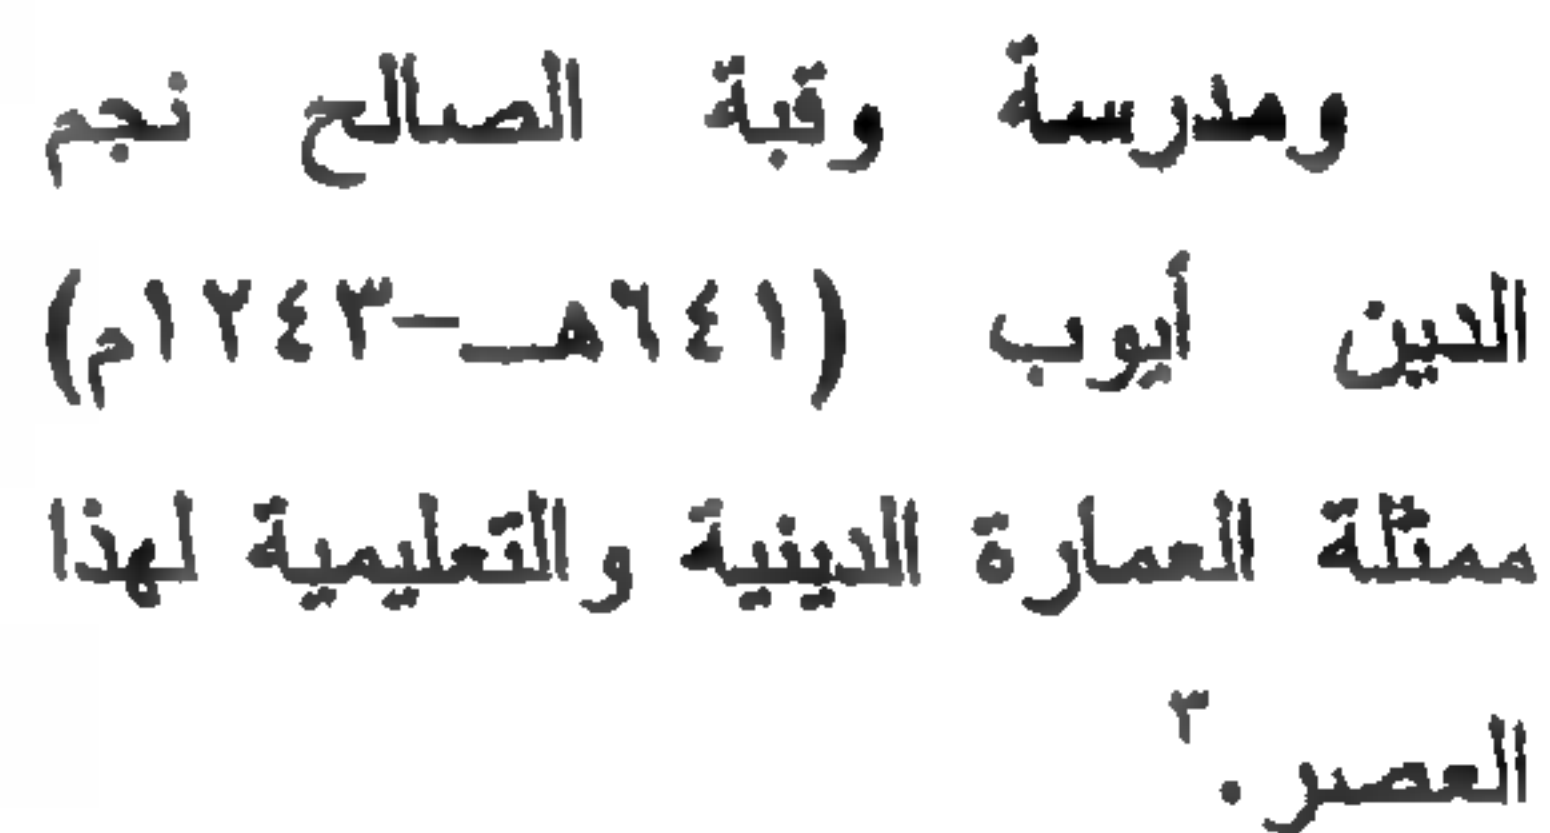 ومدرسة وقبة الصالح نجم
الدين أيوب (٦٤١هـ–١٢٤٣م)
ممثلة العمارة الدينية والتعليمية لهذا
العصر.٣